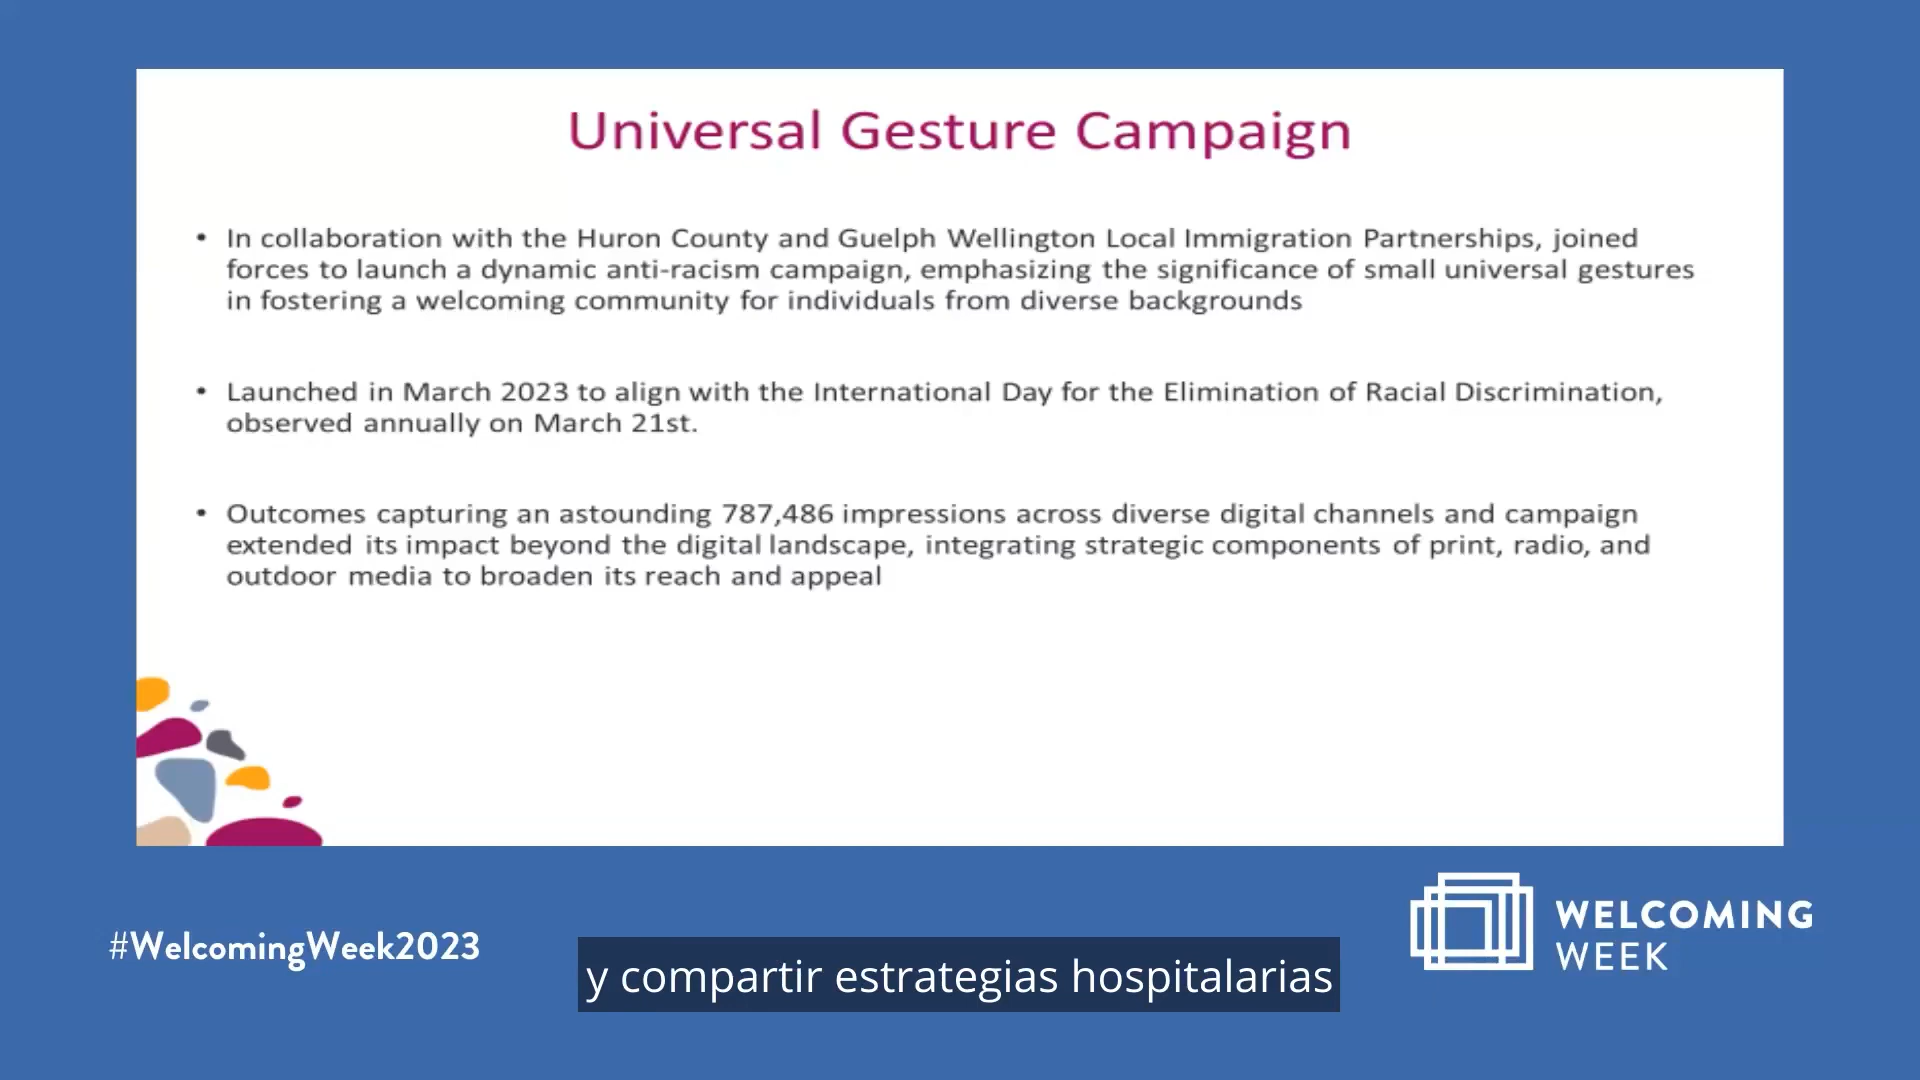 Universal Gesture Campaign
• In collaboration with the Huron County and Guelph Wellington Local Immigration Partnerships, joined
forces to launch a dynamic anti-racism campaign, emphasizing the significance of small universal gestures
in fostering a welcoming community for individuals from diverse backgrounds
• Launched in March 2023 to align with the International Day for the Elimination of Racial Discrimination,
observed annually on March 21st.
• Outcomes capturing an astounding 787,486 impressions across diverse digital channels and campaign
extended its impact beyond the digital landscape, integrating strategic components of print, radio, and
outdoor media to broaden its reach and appeal
#WelcomingWeek2023
y compartir estrategias hospitalarias
WELCOMING
WEEK